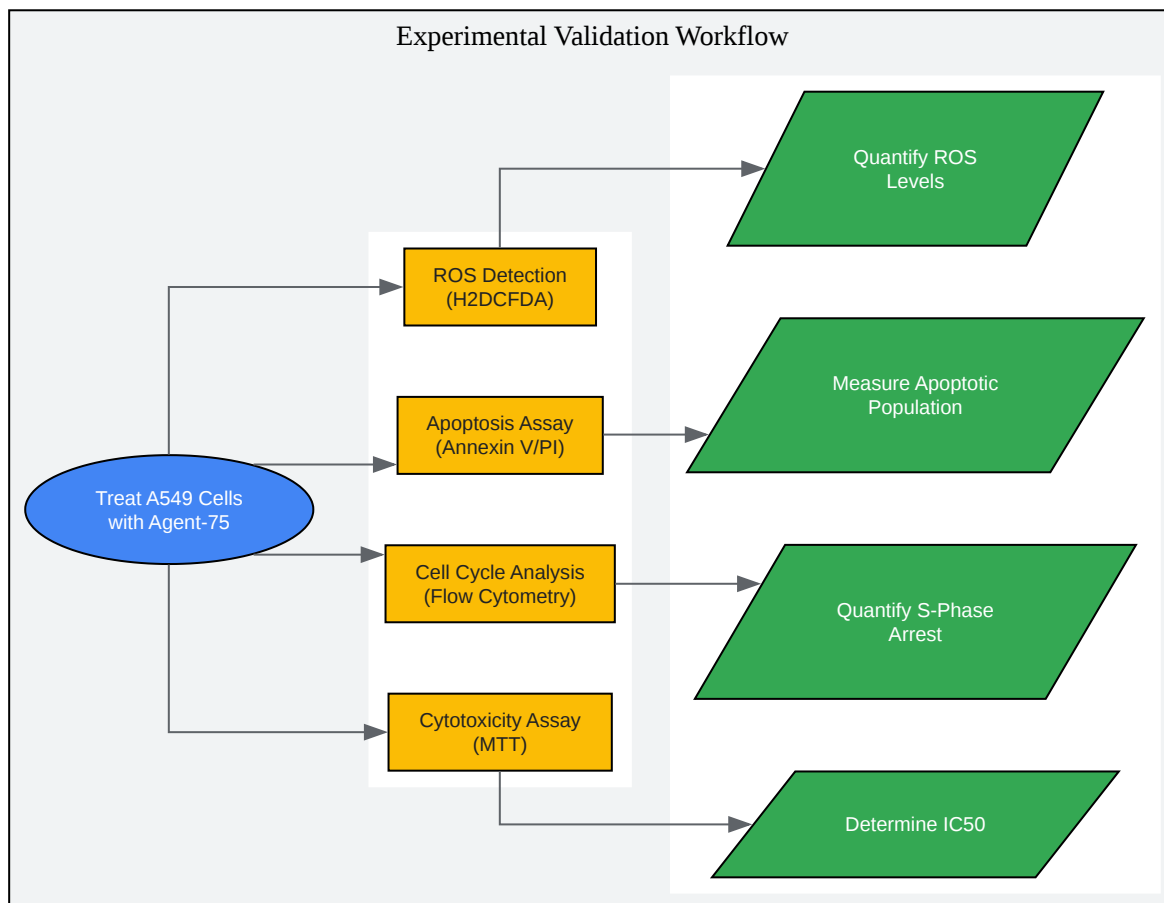 Experimental Validation Workflow
Treat A549 Cells
with Agent-75
ROS Detection
(H2DCFDA)
Apoptosis Assay
(Annexin V/PI)
Cell Cycle Analysis
(Flow Cytometry)
Cytotoxicity Assay
(MTT)
Quantify ROS
Levels
Measure Apoptotic
Population
Quantify S-Phase
Arrest
Determine IC50